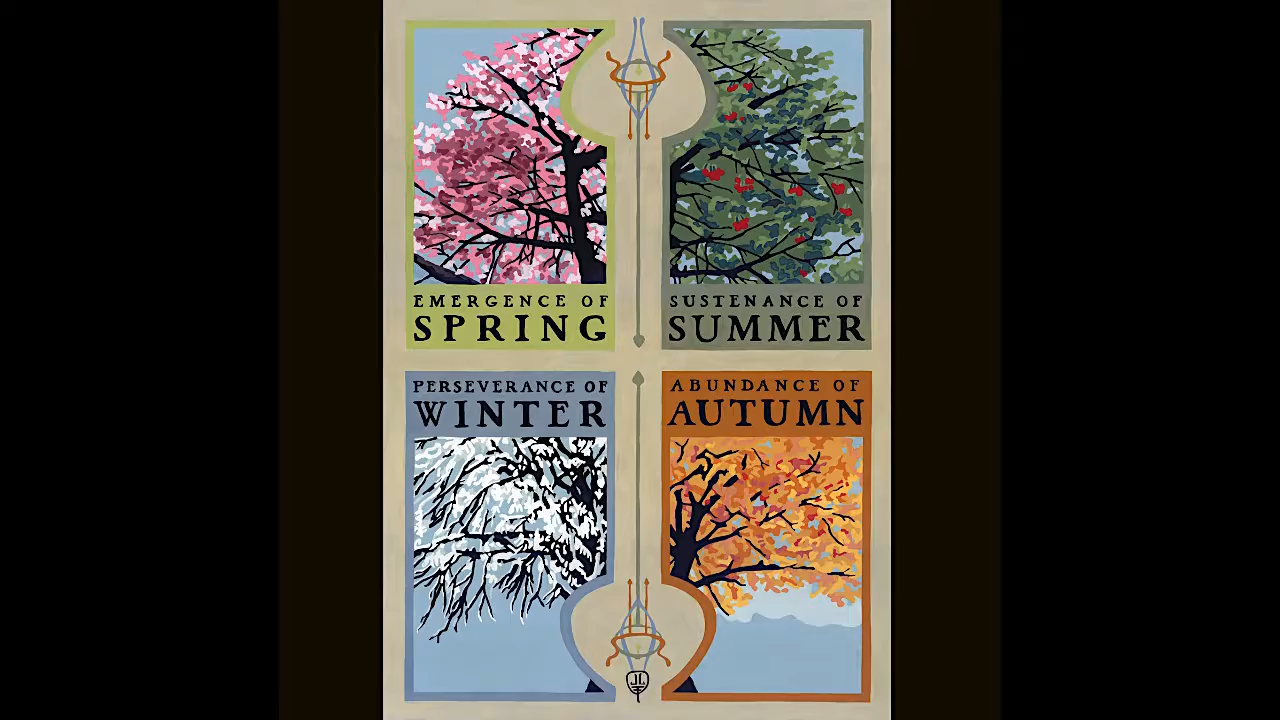 EMERGENCE OF
SPRING
SUSTENANCE OF
SUMMER
PERSEVERANCE OF
WINTER
ABUNDANCE OF
AUTUMN